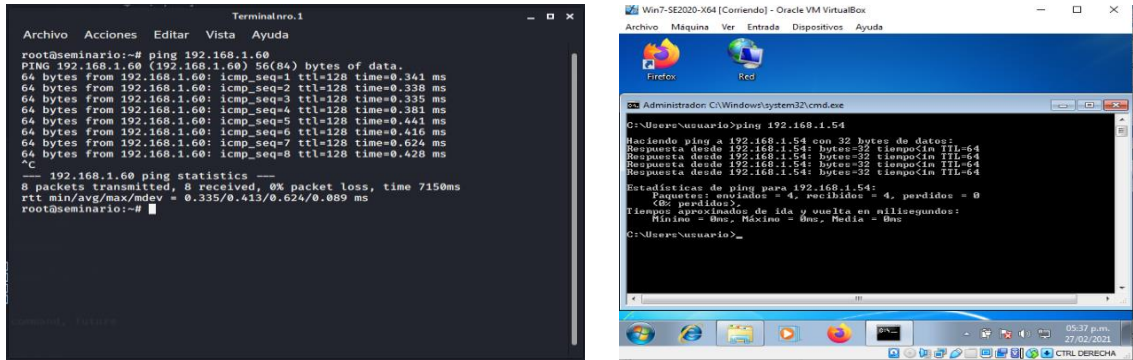 Terminal nro.1
Archivo Acciones Editar Vista Ayuda
root@seminario:~# ping 192.168.1.60
PING 192.168.1.60 (192.168.1.60) 56(84) bytes of data.
64 bytes from 192.168.1.60: icmp_seq=1 ttl=128 time=0.341 ms
64 bytes from 192.168.1.60: icmp_seq=2 ttl=128 time=0.338 ms
64 bytes from 192.168.1.60: icmp_seq=3 ttl=128 time=0.335 ms
64 bytes from 192.168.1.60: icmp_seq=4 ttl=128 time=0.381 ms
64 bytes from 192.168.1.60: icmp_seq=5 ttl=128 time=0.441 ms
64 bytes from 192.168.1.60: icmp_seq=6 ttl=128 time=0.416 ms
64 bytes from 192.168.1.60: icmp_seq=7 ttl=128 time=0.624 ms
64 bytes from 192.168.1.60: icmp_seq=8 ttl=128 time=0.428 ms
^C
--- 192.168.1.60 ping statistics ---
8 packets transmitted, 8 received, 0% packet loss, time 7150ms
rtt min/avg/max/mdev = 0.335/0.413/0.624/0.089 ms
root@seminario:~#
Win7-SE2020-X64 [Corriendo] - Oracle VM VirtualBox
Archivo Máquina Ver Entrada Dispositivos Ayuda
Firefox Red
Administrador: C:\Windows\system32\cmd.exe
C:\Users\usuario>ping 192.168.1.54
Haciendo ping a 192.168.1.54 con 32 bytes de datos:
Respuesta desde 192.168.1.54: bytes=32 tiempo<1m TTL=64
Respuesta desde 192.168.1.54: bytes=32 tiempo<1m TTL=64
Respuesta desde 192.168.1.54: bytes=32 tiempo<1m TTL=64
Respuesta desde 192.168.1.54: bytes=32 tiempo<1m TTL=64
Estadísticas de ping para 192.168.1.54:
Paquetes: enviados = 4, recibidos = 4, perdidos = 0
(0% perdidos),
Tiempos aproximados de ida y vuelta en milisegundos:
Mínimo = 0ms, Máximo = 0ms, Media = 0ms
C:\Users\usuario>_
05:37 p.m.
27/02/2021
CTRL DERECHA